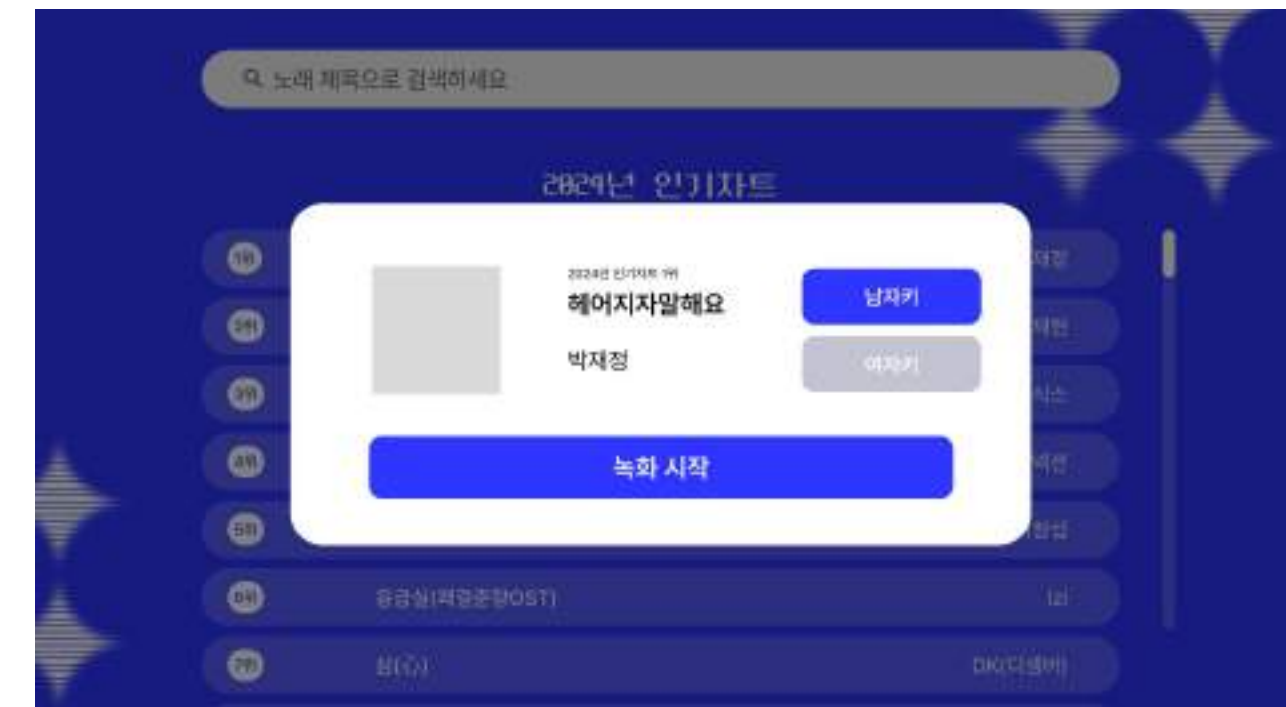 노래 제목으로 검색하세요
2024년 인기차트
1위
2위
3위
4위
5위
2024년 인기차트 1위
헤어지자말해요
박재정
남자키
여자키
녹화 시작
6위 응급실(쾌걸춘향OST) izi
7위 심(心) DK(디셈버)